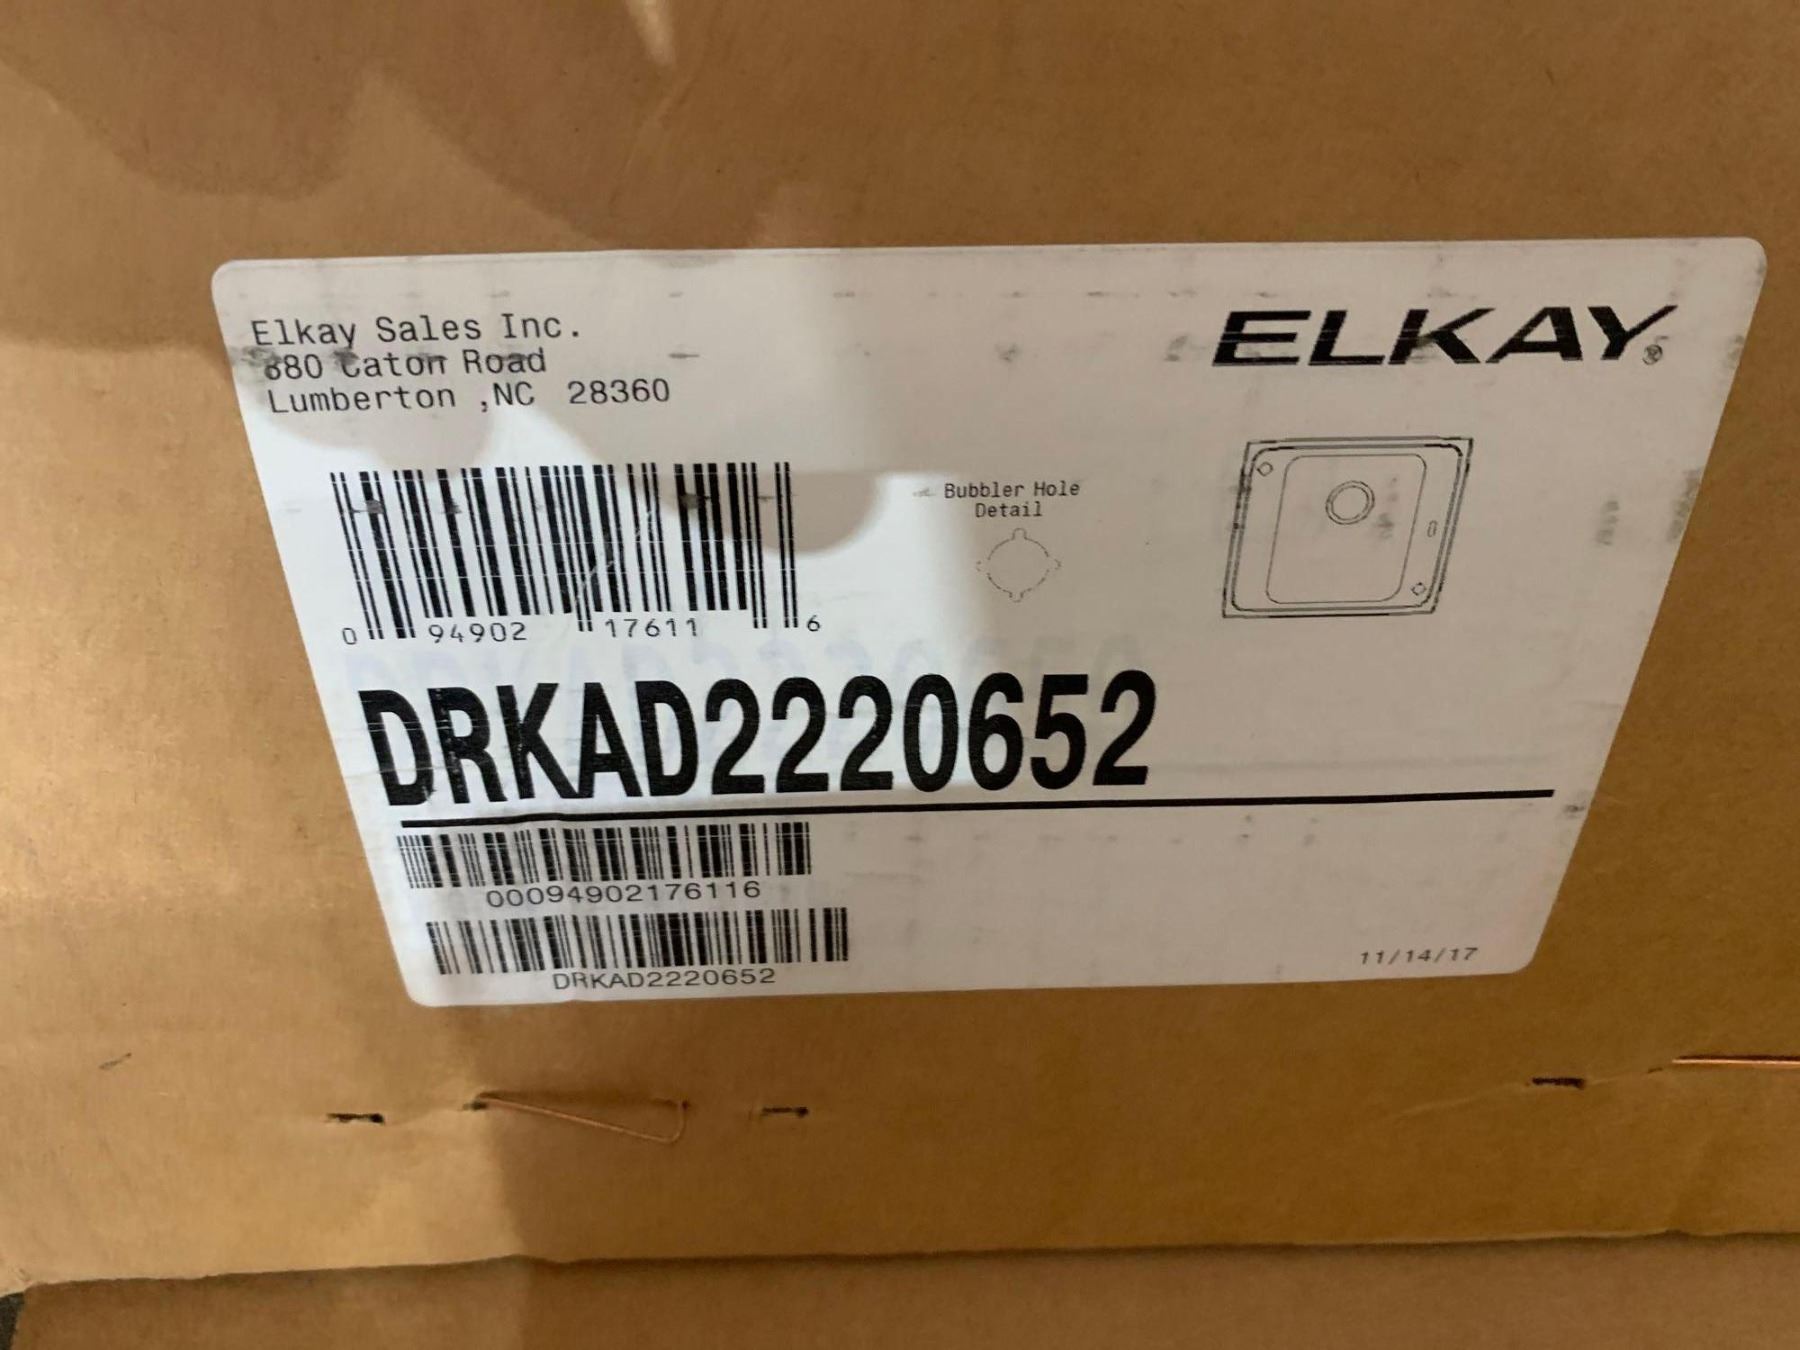 Elkay Sales Inc.
880 Caton Road
Lumberton ,NC 28360
ELKAY®
Bubbler Hole
Detail
0 94902 17611 6
DRKAD2220652
00094902176116
DRKAD2220652
11/14/17